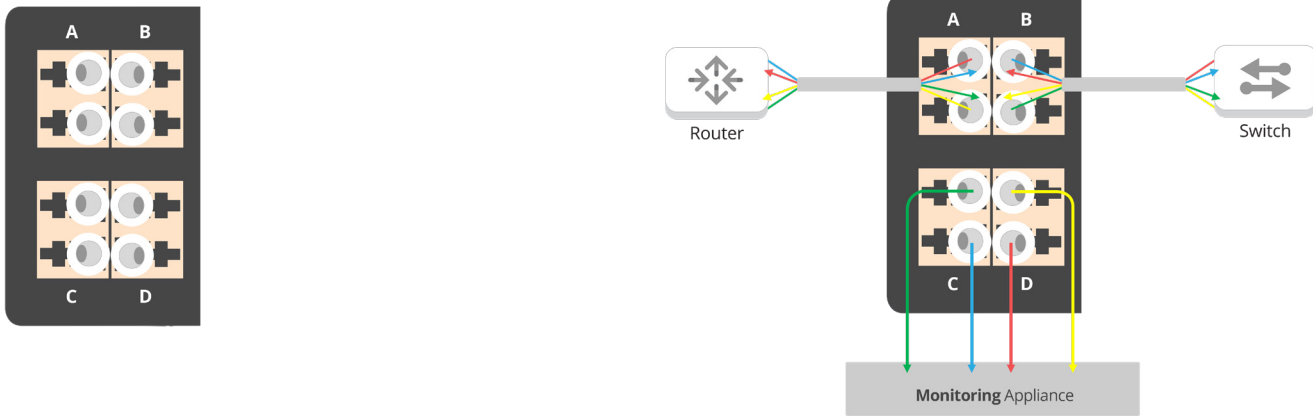 A B
C D
A B
Router
Switch
C D
Monitoring Appliance